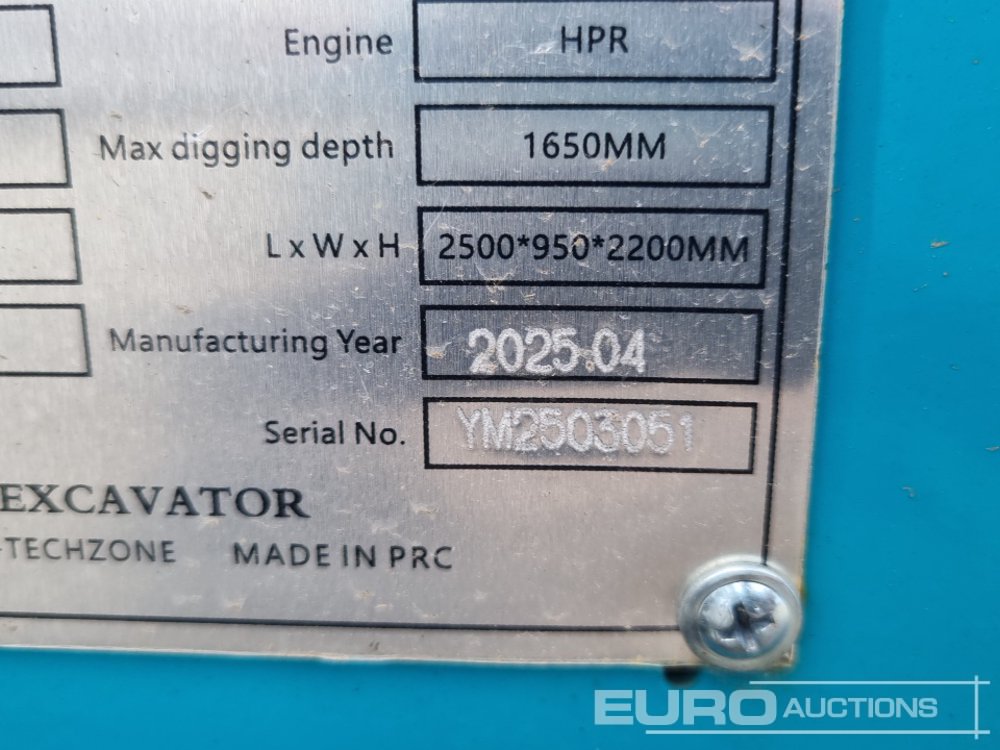 Engine HPR
Max digging depth 1650MM
L x W x H 2500*950*2200MM
Manufacturing Year 2025.04
Serial No. YM2503051
EXCAVATOR
-TECHZONE MADE IN PRC
EURO AUCTIONS